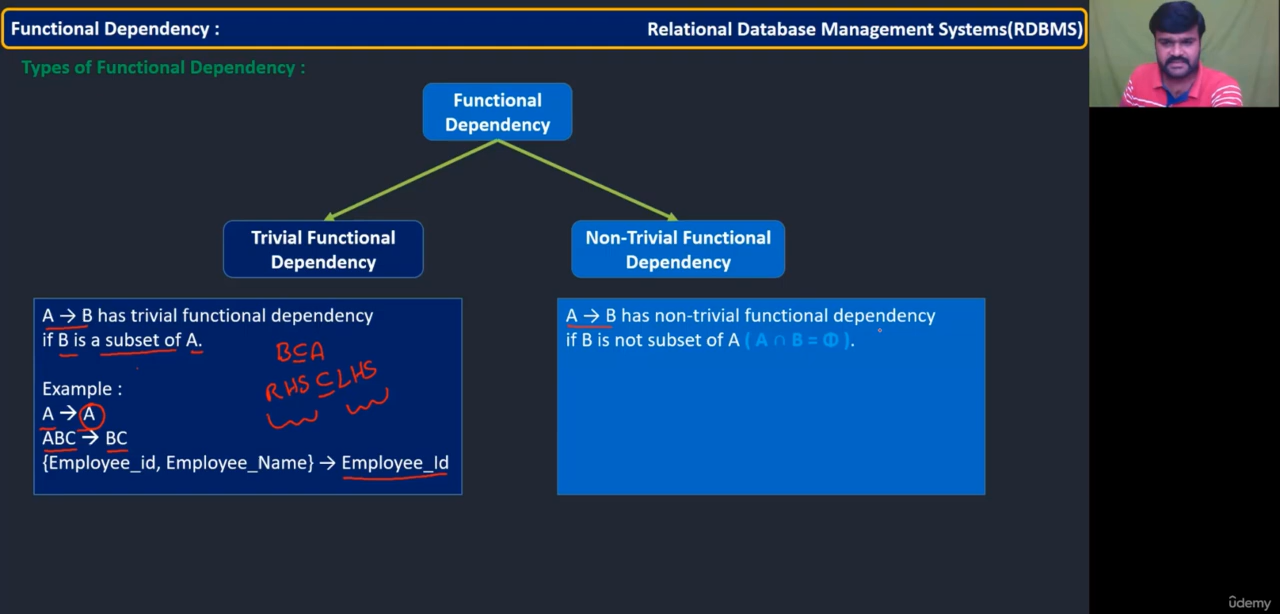 Functional Dependency :
Relational Database Management Systems(RDBMS)
Types of Functional Dependency :
Functional
Dependency
Trivial Functional
Dependency
Non-Trivial Functional
Dependency
A → B has trivial functional dependency
if B is a subset of A.
B⊆A
RHS ⊆ LHS
Example :
A → A
ABC → BC
{Employee_id, Employee_Name} → Employee_Id
A → B has non-trivial functional dependency
if B is not subset of A ( A ∩ B = Φ ).
ûdemy